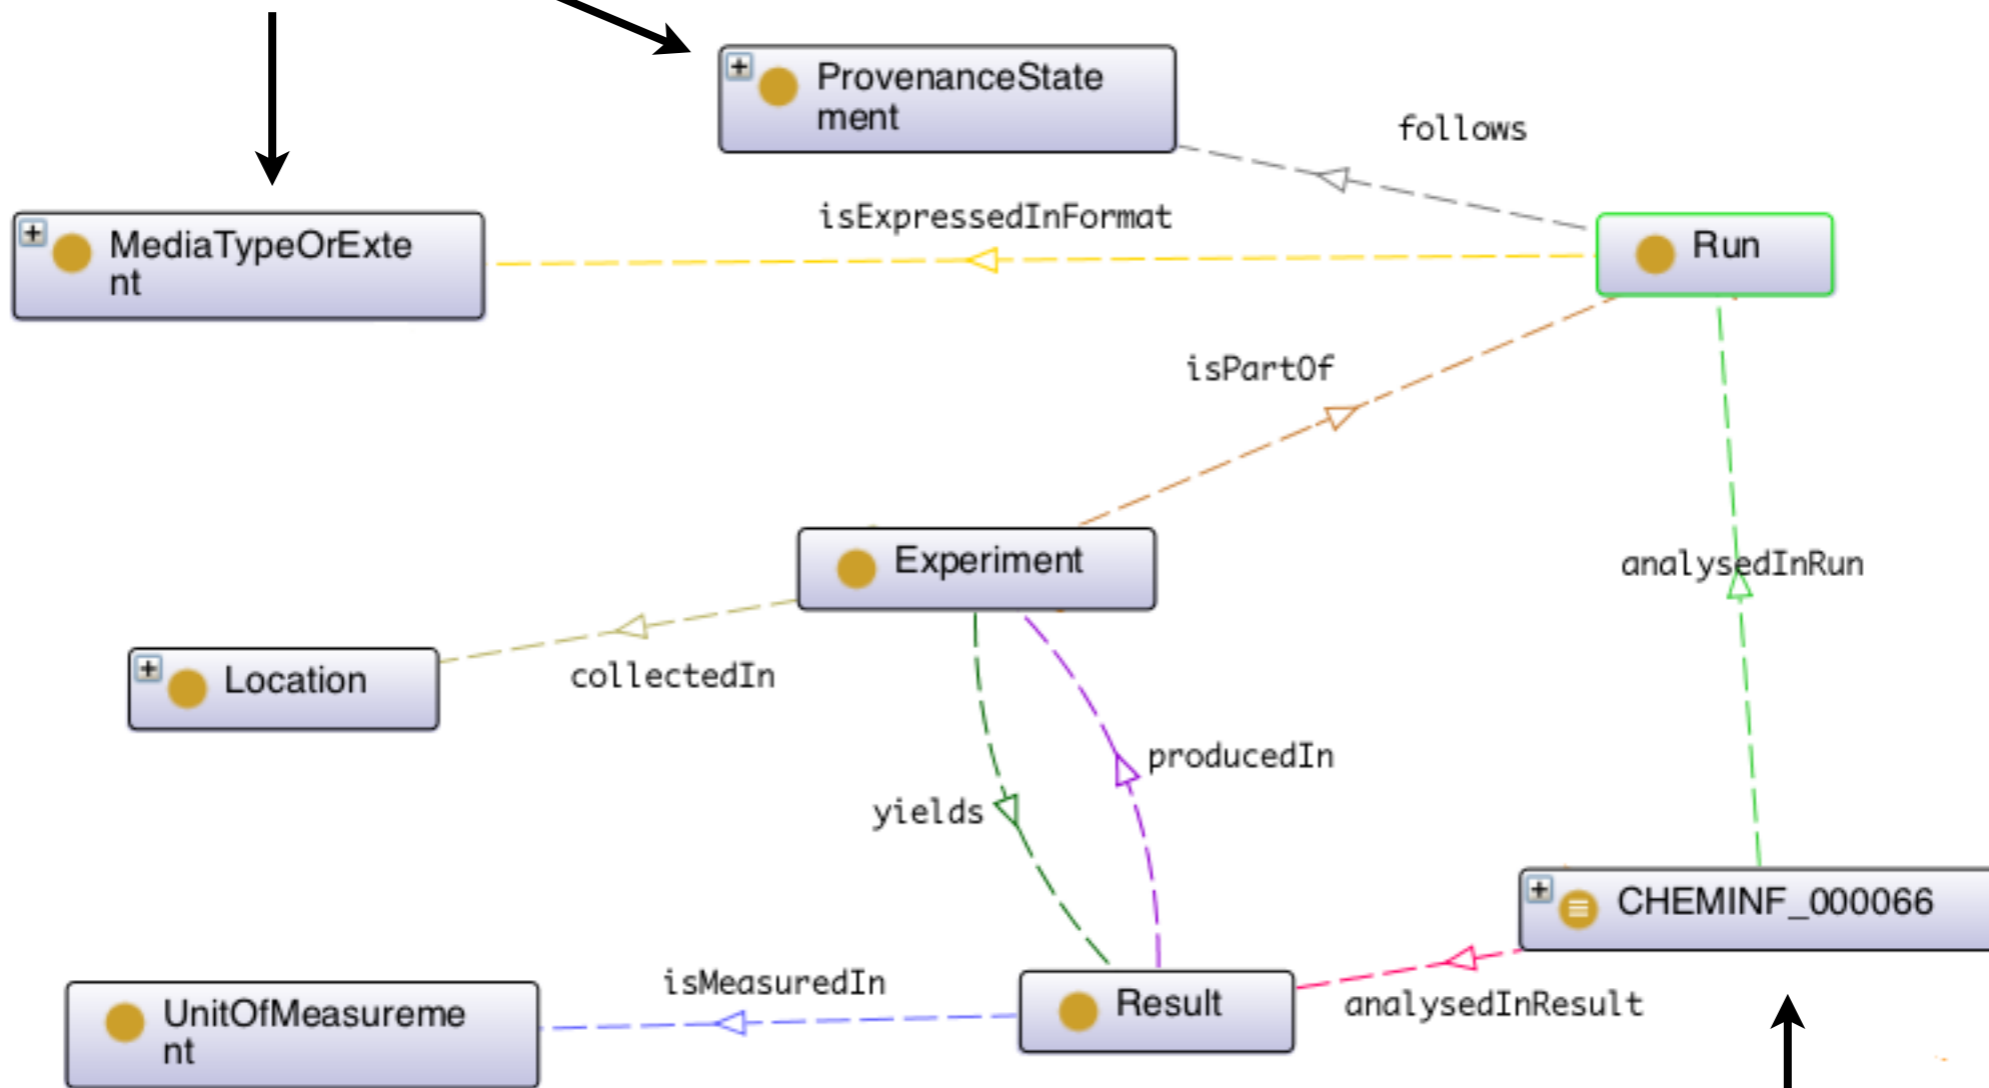 ProvenanceState
ment
follows
isExpressedInFormat
MediaTypeOrExte
nt
Run
isPartOf
Experiment
analysedInRun
Location
collectedIn
producedIn
yields
CHEMINF_000066
isMeasuredIn
UnitOfMeasureme
nt
Result
analysedInResult